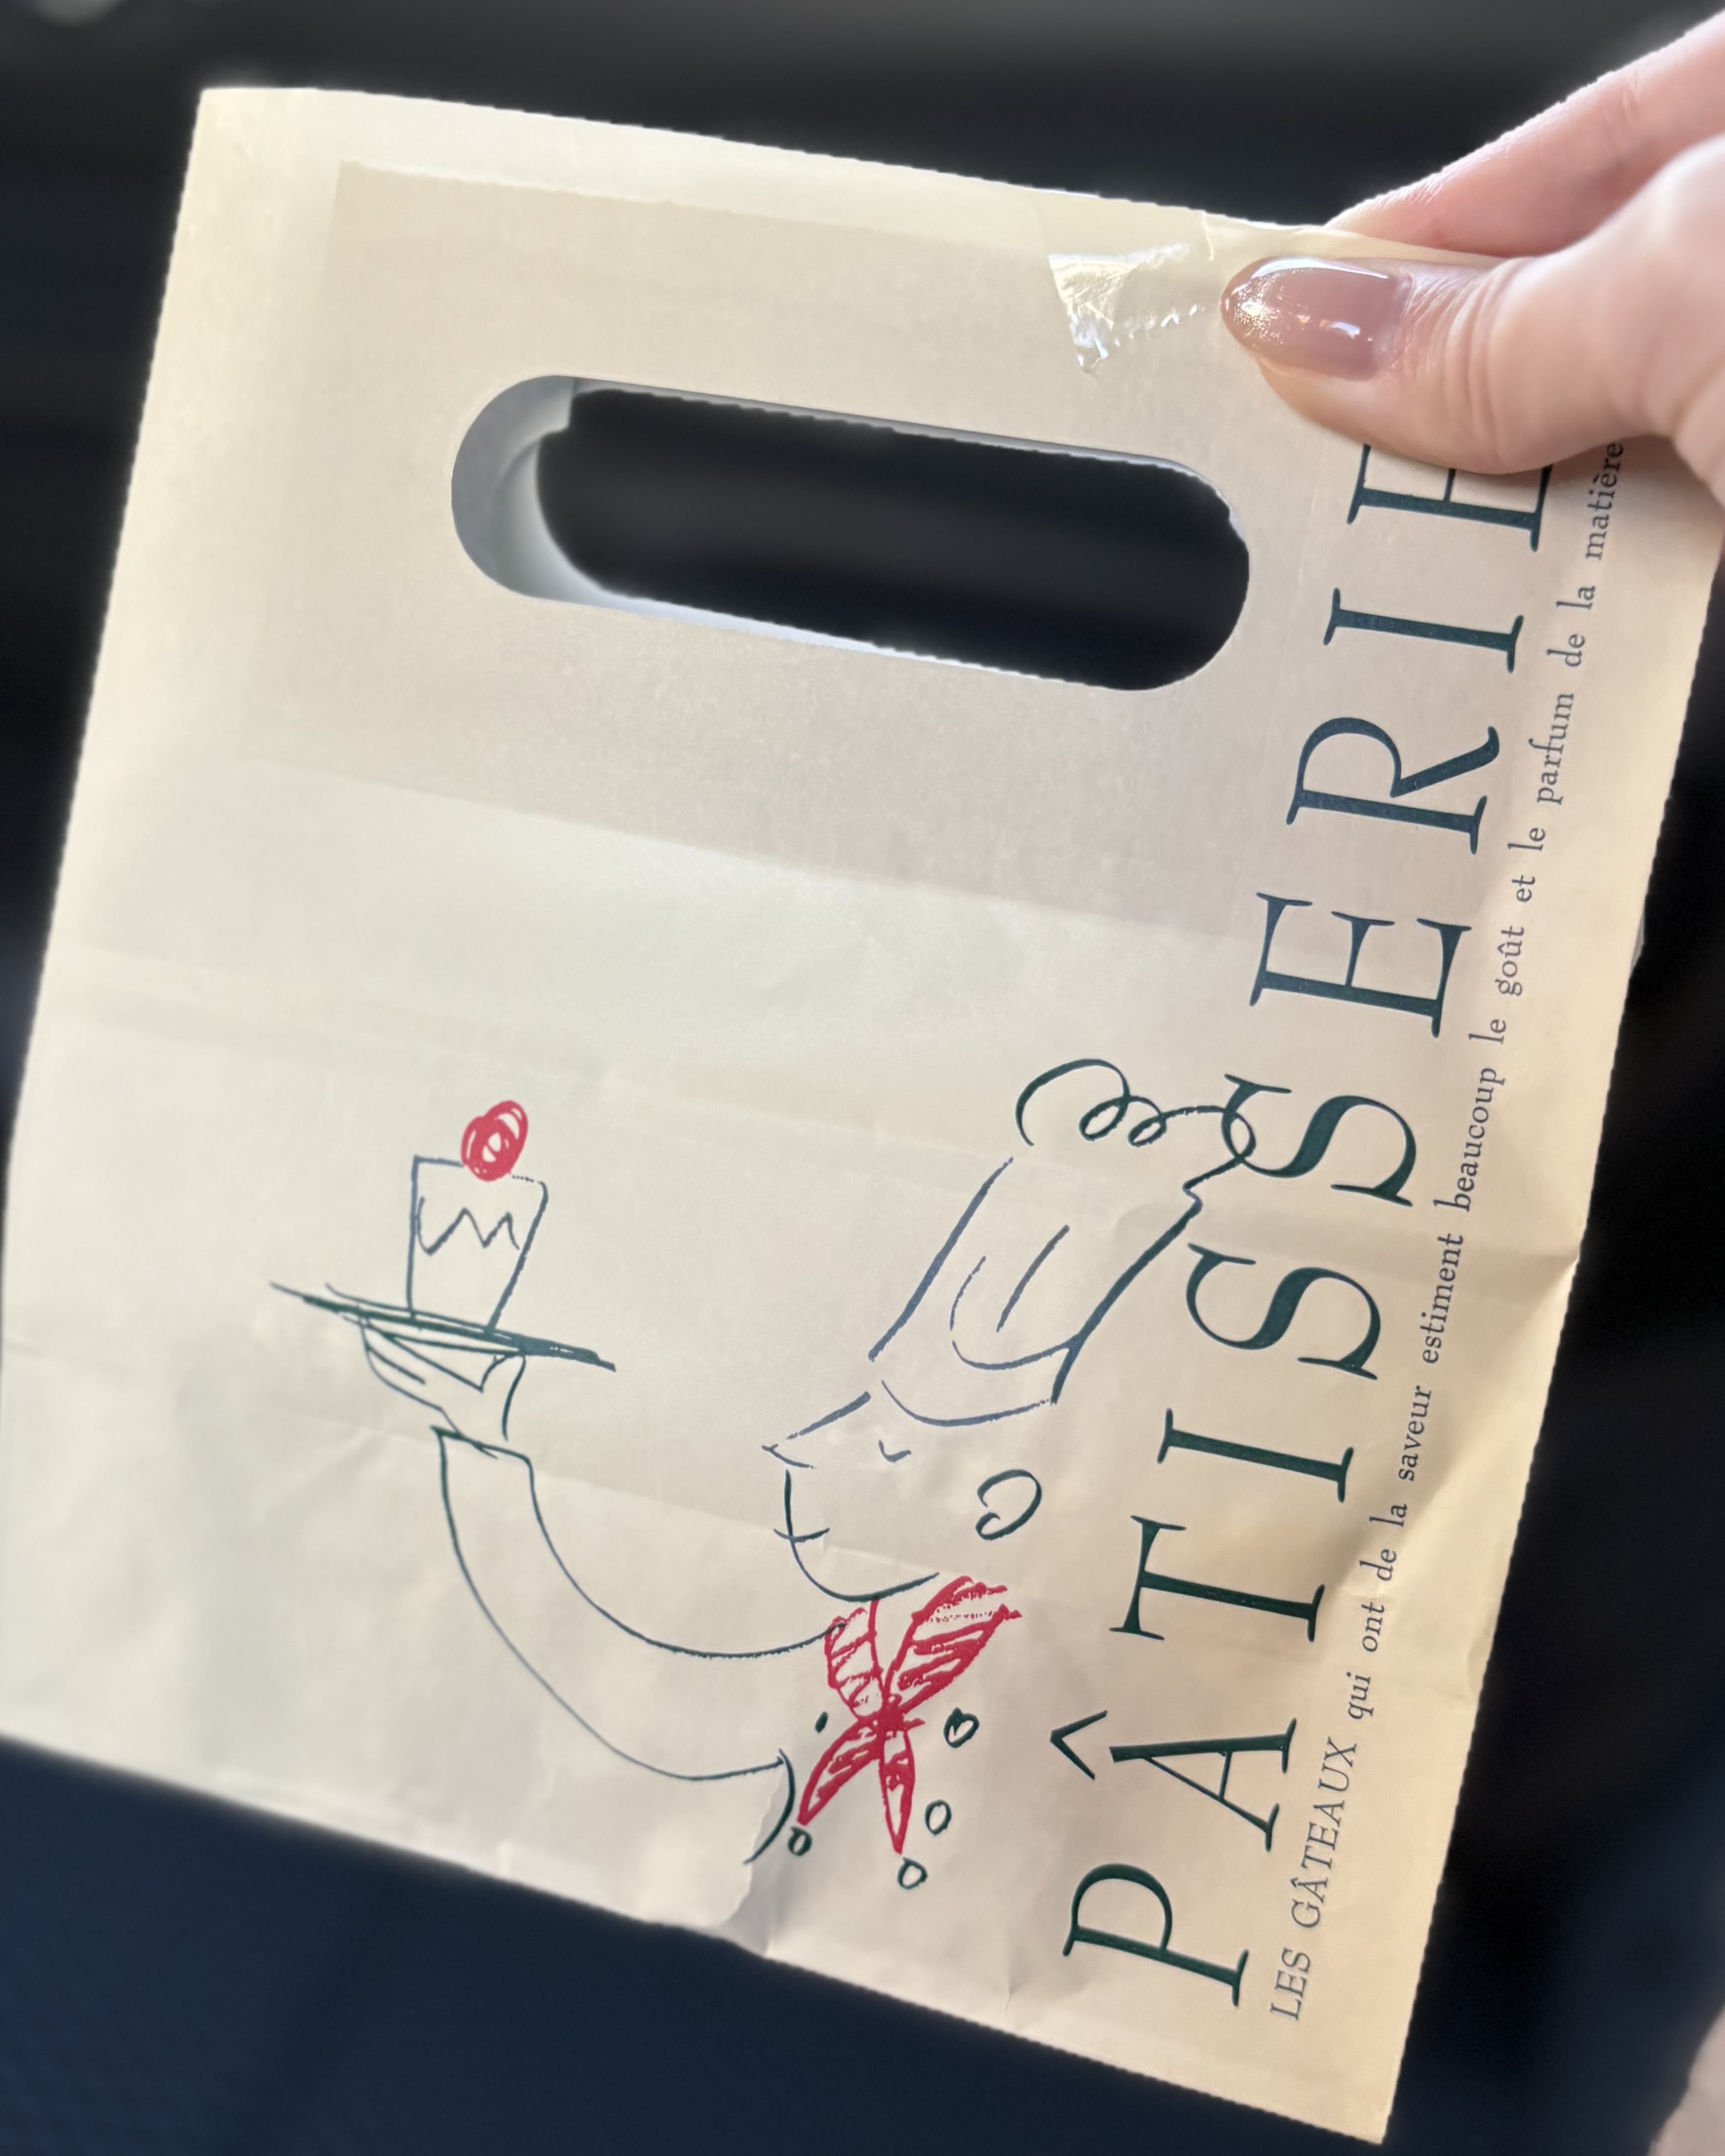 PÂTISSERIE
LES GÂTEAUX qui ont de la saveur estiment beaucoup le goût et le parfum de la matière